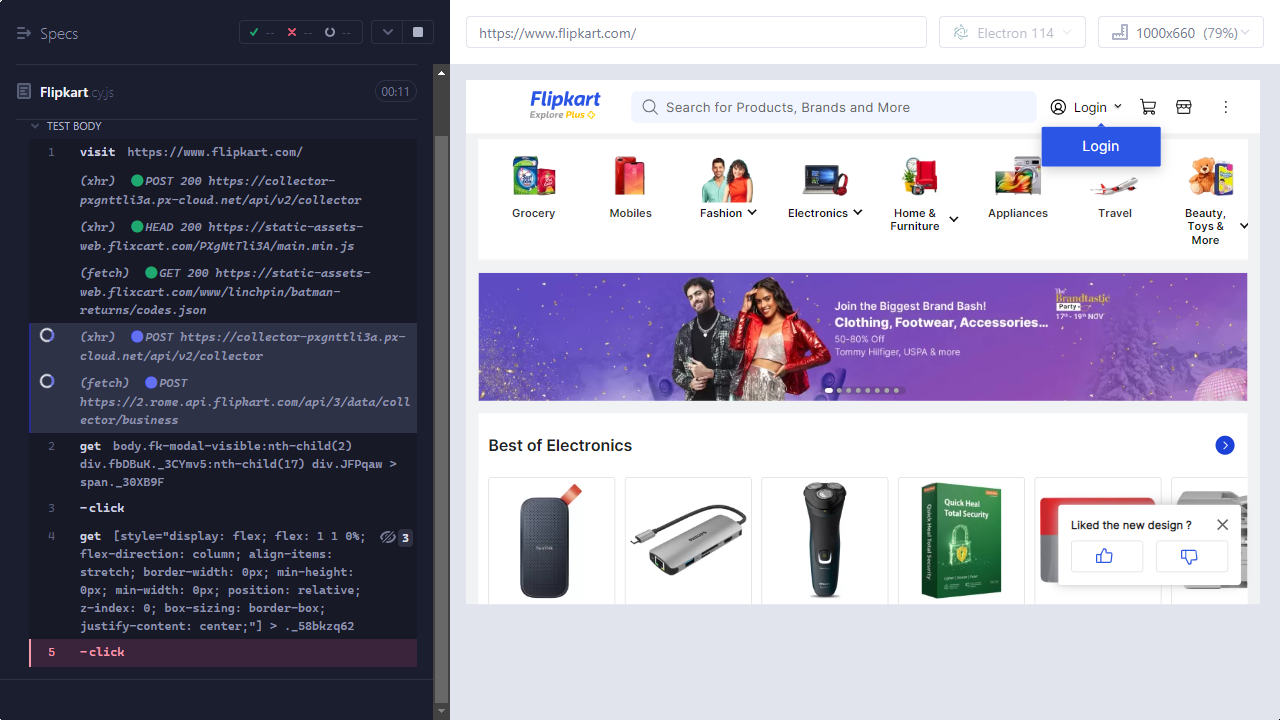 Specs
--
--
--
Flipkart.cy.js
00:11
TEST BODY
1 visit https://www.flipkart.com/
(xhr) POST 200 https://collector-
pxgnttli3a.px-cloud.net/api/v2/collector
(xhr) HEAD 200 https://static-assets-
web.flixcart.com/PXgNtTli3A/main.min.js
(fetch) GET 200 https://static-assets-
web.flixcart.com/www/linchpin/batman-
returns/codes.json
(xhr) POST https://collector-pxgnttli3a.px-
cloud.net/api/v2/collector
(fetch) POST
https://2.rome.api.flipkart.com/api/3/data/coll
ector/business
2 get body.fk-modal-visible:nth-child(2)
div.fbDBuK._3CYmv5:nth-child(17) div.JFPqaw >
span._30XB9F
3 -click
4 get [style="display: flex; flex: 1 1 0%; 3
flex-direction: column; align-items:
stretch; border-width: 0px; min-height:
0px; min-width: 0px; position: relative;
z-index: 0; box-sizing: border-box;
justify-content: center;"] > ._58bkzq62
5 -click
https://www.flipkart.com/
Electron 114
1000x660 (79%)
Flipkart
Explore Plus
Search for Products, Brands and More
Login
Login
Grocery
Mobiles
Fashion
Electronics
Home &
Furniture
Appliances
Travel
Beauty,
Toys &
More
Join the Biggest Brand Bash!
Clothing, Footwear, Accessories...
50-80% Off
Tommy Hilfiger, USPA & more
The
Brandtastic
Party
17th - 19th NOV
Best of Electronics
SanDisk
PHILIPS
Quick Heal
Total Security
Quick Heal
Total Security
Liked the new design ?